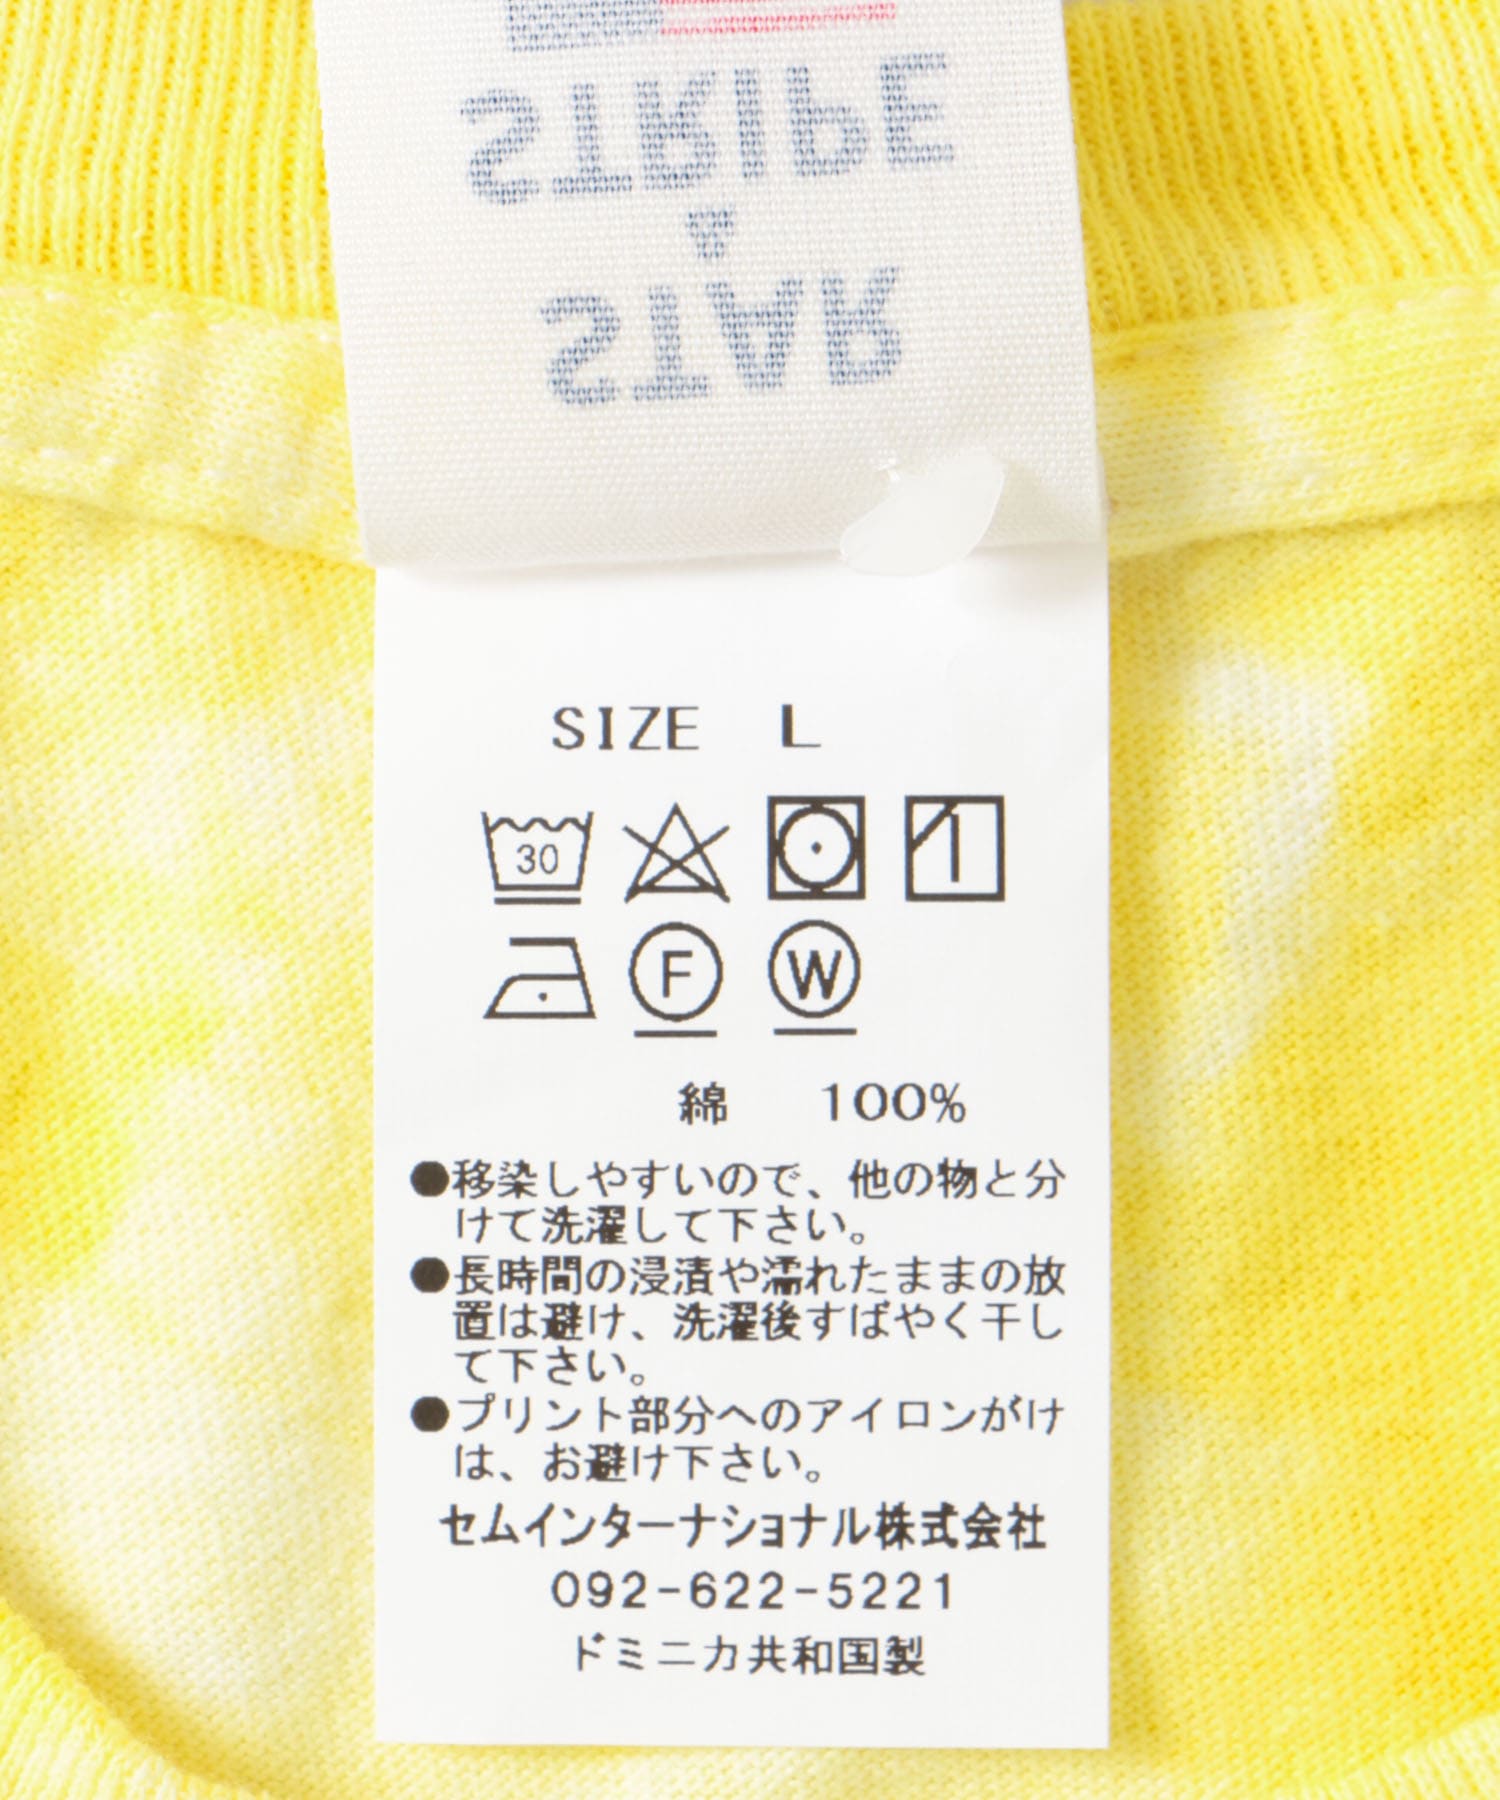 STRIPE
STAR
SIZE L
30
1
F W
綿 100%
●移染しやすいので、他の物と分
けて洗濯して下さい。
●長時間の浸漬や濡れたままの放
置は避け、洗濯後すばやく干し
て下さい。
●プリント部分へのアイロンがけ
は、お避け下さい。
セムインターナショナル株式会社
092-622-5221
ドミニカ共和国製